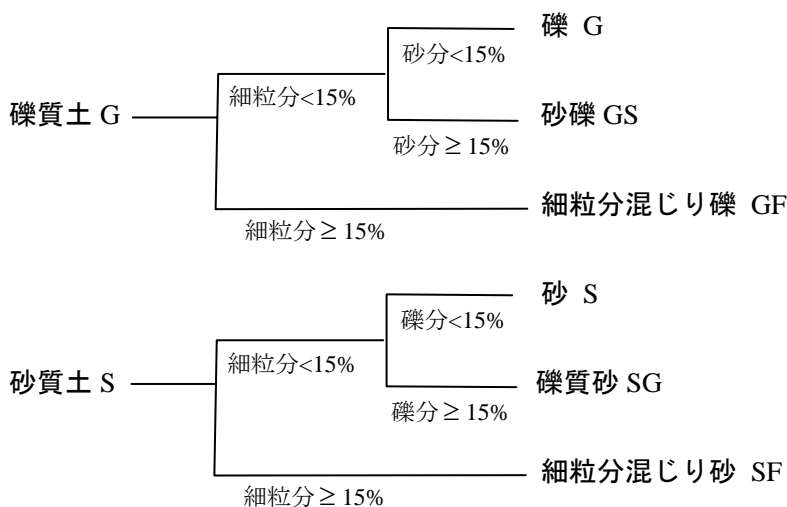 礫 G
砂分<15%
細粒分<15%
礫質土 G
砂礫 GS
砂分 ≥ 15%
細粒分混じり礫 GF
細粒分 ≥ 15%
砂 S
礫分<15%
細粒分<15%
砂質土 S
礫質砂 SG
礫分 ≥ 15%
細粒分混じり砂 SF
細粒分 ≥ 15%